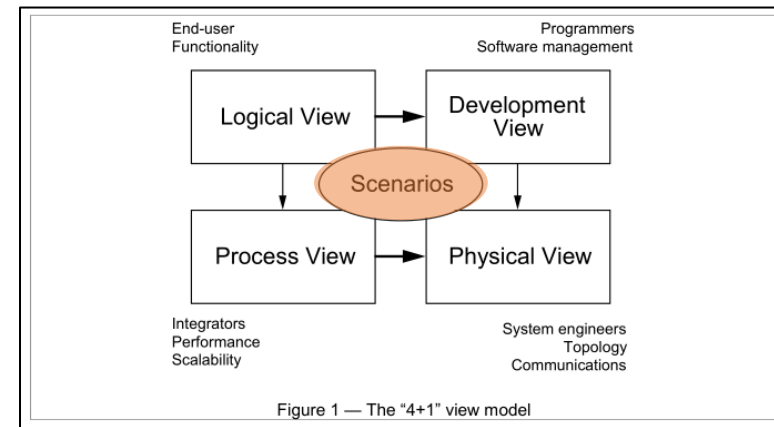 End-user
Functionality
Programmers
Software management
Logical View
Development
View
Scenarios
Process View
Physical View
Integrators
Performance
Scalability
System engineers
Topology
Communications
Figure 1 — The “4+1” view model